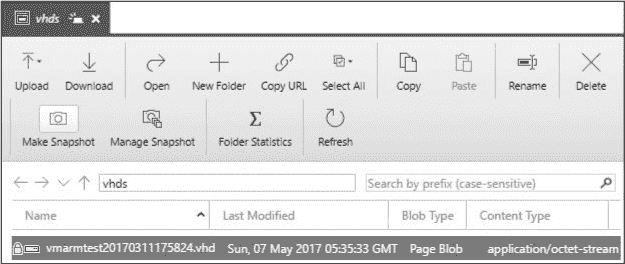 vhds
Upload Download Open New Folder Copy URL Select All Copy Paste Rename Delete
Make Snapshot Manage Snapshot Folder Statistics Refresh
vhds Search by prefix (case-sensitive)
Name Last Modified Blob Type Content Type
vmarmtest20170311175824.vhd Sun, 07 May 2017 05:35:33 GMT Page Blob application/octet-stream